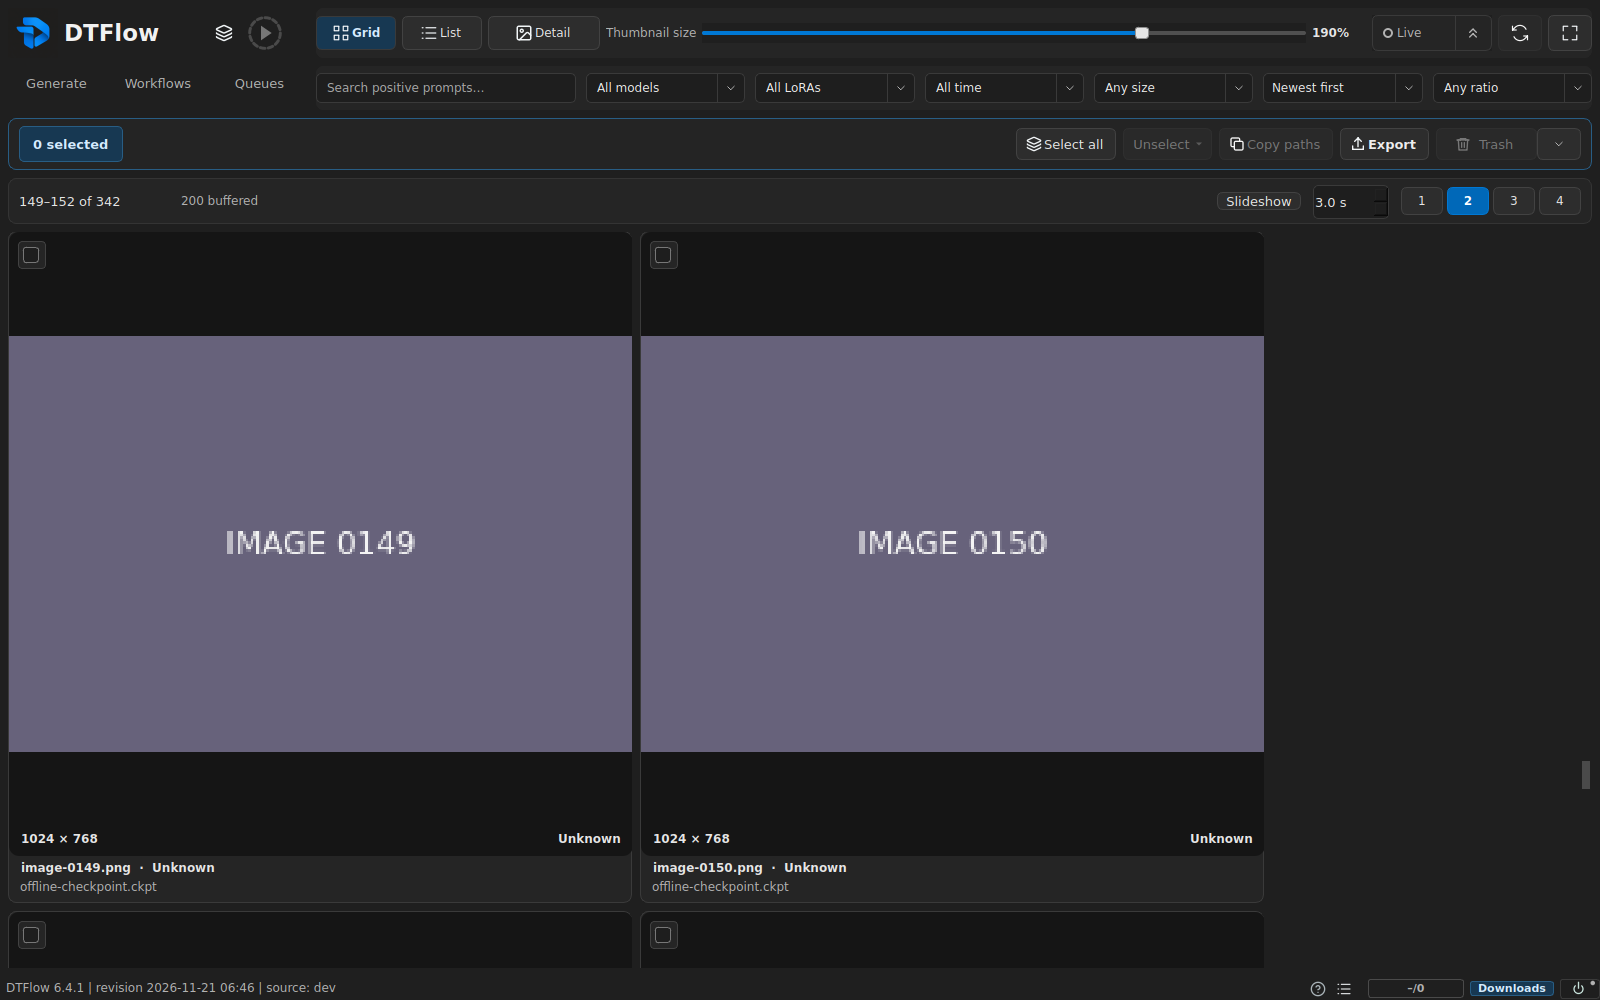 DTFlow
Grid
List
Detail
Thumbnail size
190%
Live
Generate
Workflows
Queues
Search positive prompts...
All models
All LoRAs
All time
Any size
Newest first
Any ratio
0 selected
Select all
Unselect
Copy paths
Export
Trash
149–152 of 342
200 buffered
Slideshow
3.0 s
1
2
3
4
IMAGE 0149
IMAGE 0150
1024 × 768
Unknown
1024 × 768
Unknown
image-0149.png · Unknown
offline-checkpoint.ckpt
image-0150.png · Unknown
offline-checkpoint.ckpt
DTFlow 6.4.1 | revision 2026-11-21 06:46 | source: dev
–/0
Downloads